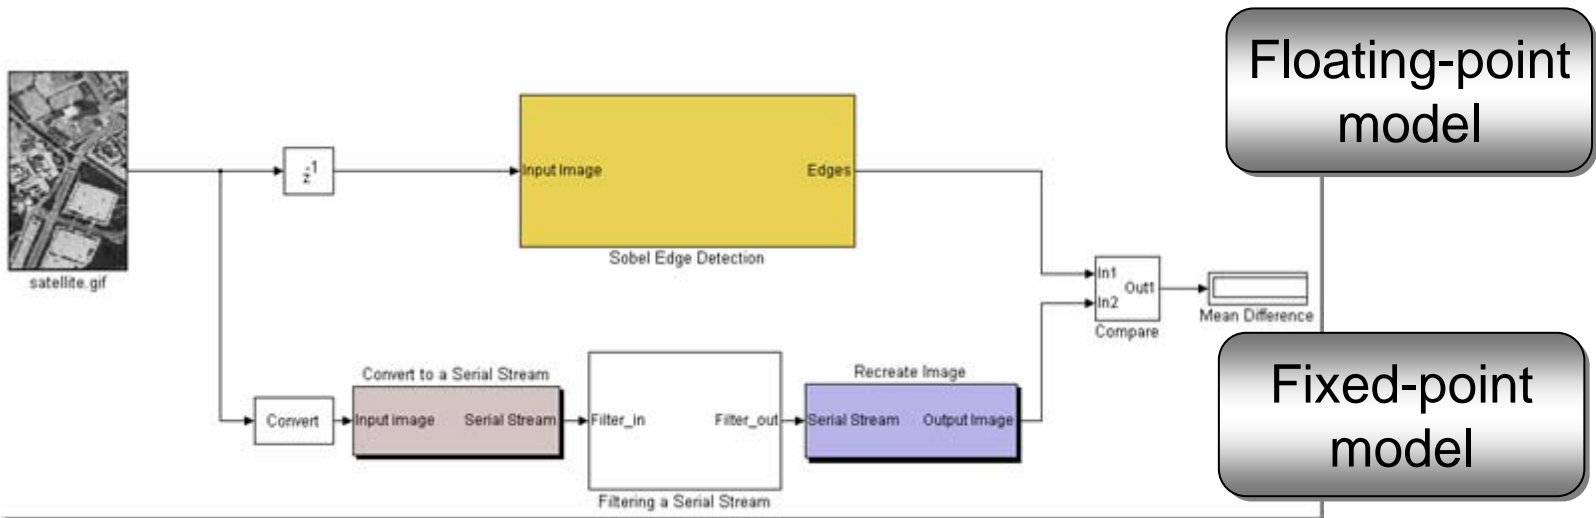 Floating-point
model
z-1
Input Image
Edges
Sobel Edge Detection
satellite.gif
In1
In2
Out1
Compare
Mean Difference
Convert to a Serial Stream
Recreate Image
Convert
Input image
Serial Stream
Filter_in
Filter_out
Serial Stream
Output Image
Filtering a Serial Stream
Fixed-point
model